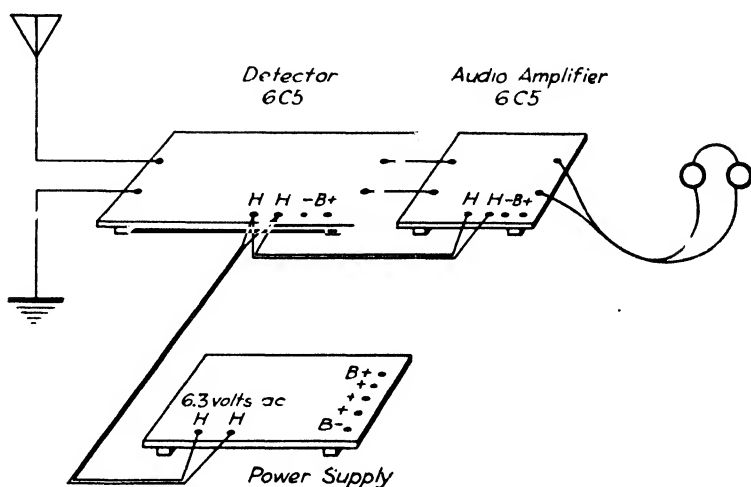 Detector
6C5
Audio Amplifier
6C5
H H -B+
H H-B+
B+
+
+
+
B-
6.3 volts ac
H H
Power Supply